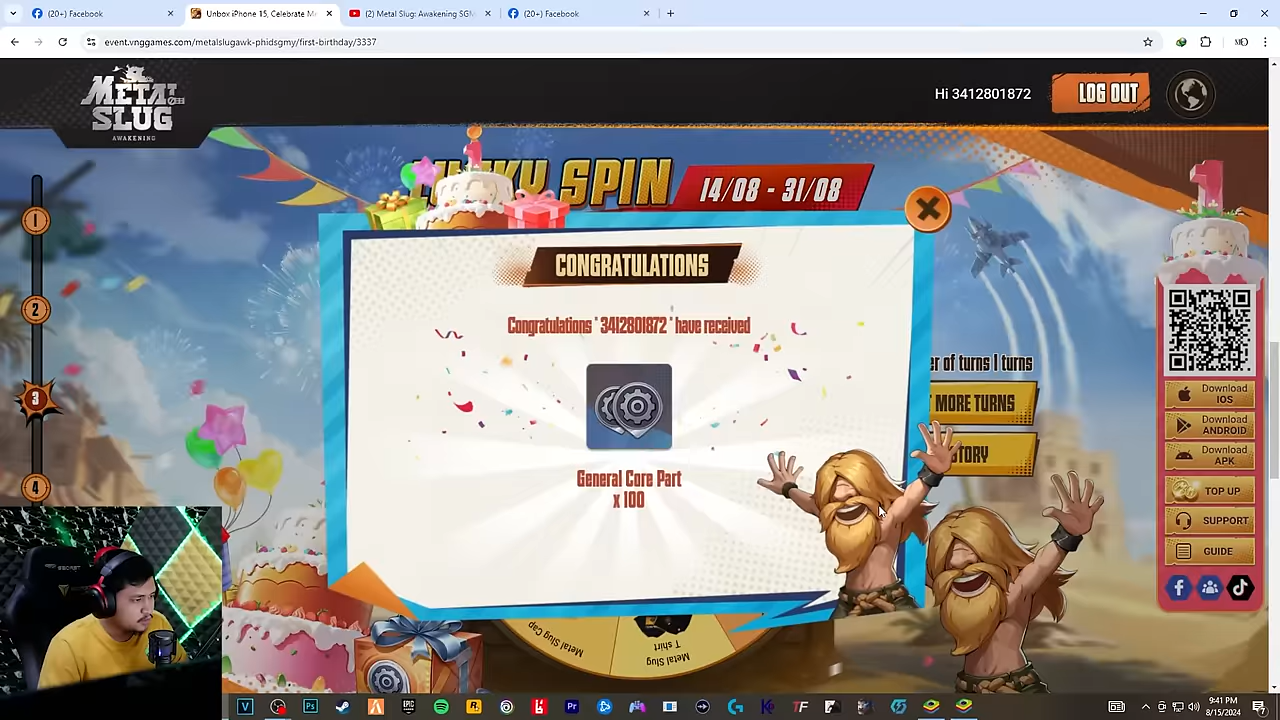 (20+) Facebook
Unbox iPhone 15, Celebrate M
(2) Metal Slug: Awakening SG
(20+) Facebook
event.vnggames.com/metalslugawk-phidsgmy/first-birthday/3337
METAL SLUG
AWAKENING
Hi 3412801872
LOG OUT
SPIN
14/08 - 31/08
1
2
3
4
CONGRATULATIONS
Congratulations " 3412801872 " have received
General Core Part
x 100
er of turns 1 turns
MORE TURNS
TORY
Download IOS
Download ANDROID
Download APK
TOP UP
SUPPORT
GUIDE
Metal Slug Cap
Metal Slug
T shirt
9:41 PM
8/15/2024